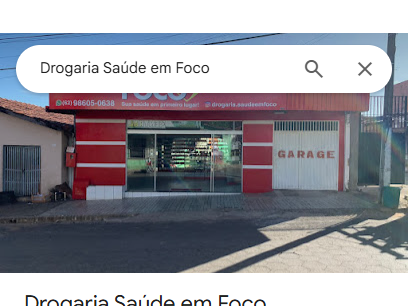 Drogaria Saúde em Foco
FOCO
(62) 98605-0638
Sua saúde em primeiro lugar!
drogaria.saudeemfoco
GARAGE
Drogaria Saúde em Foco